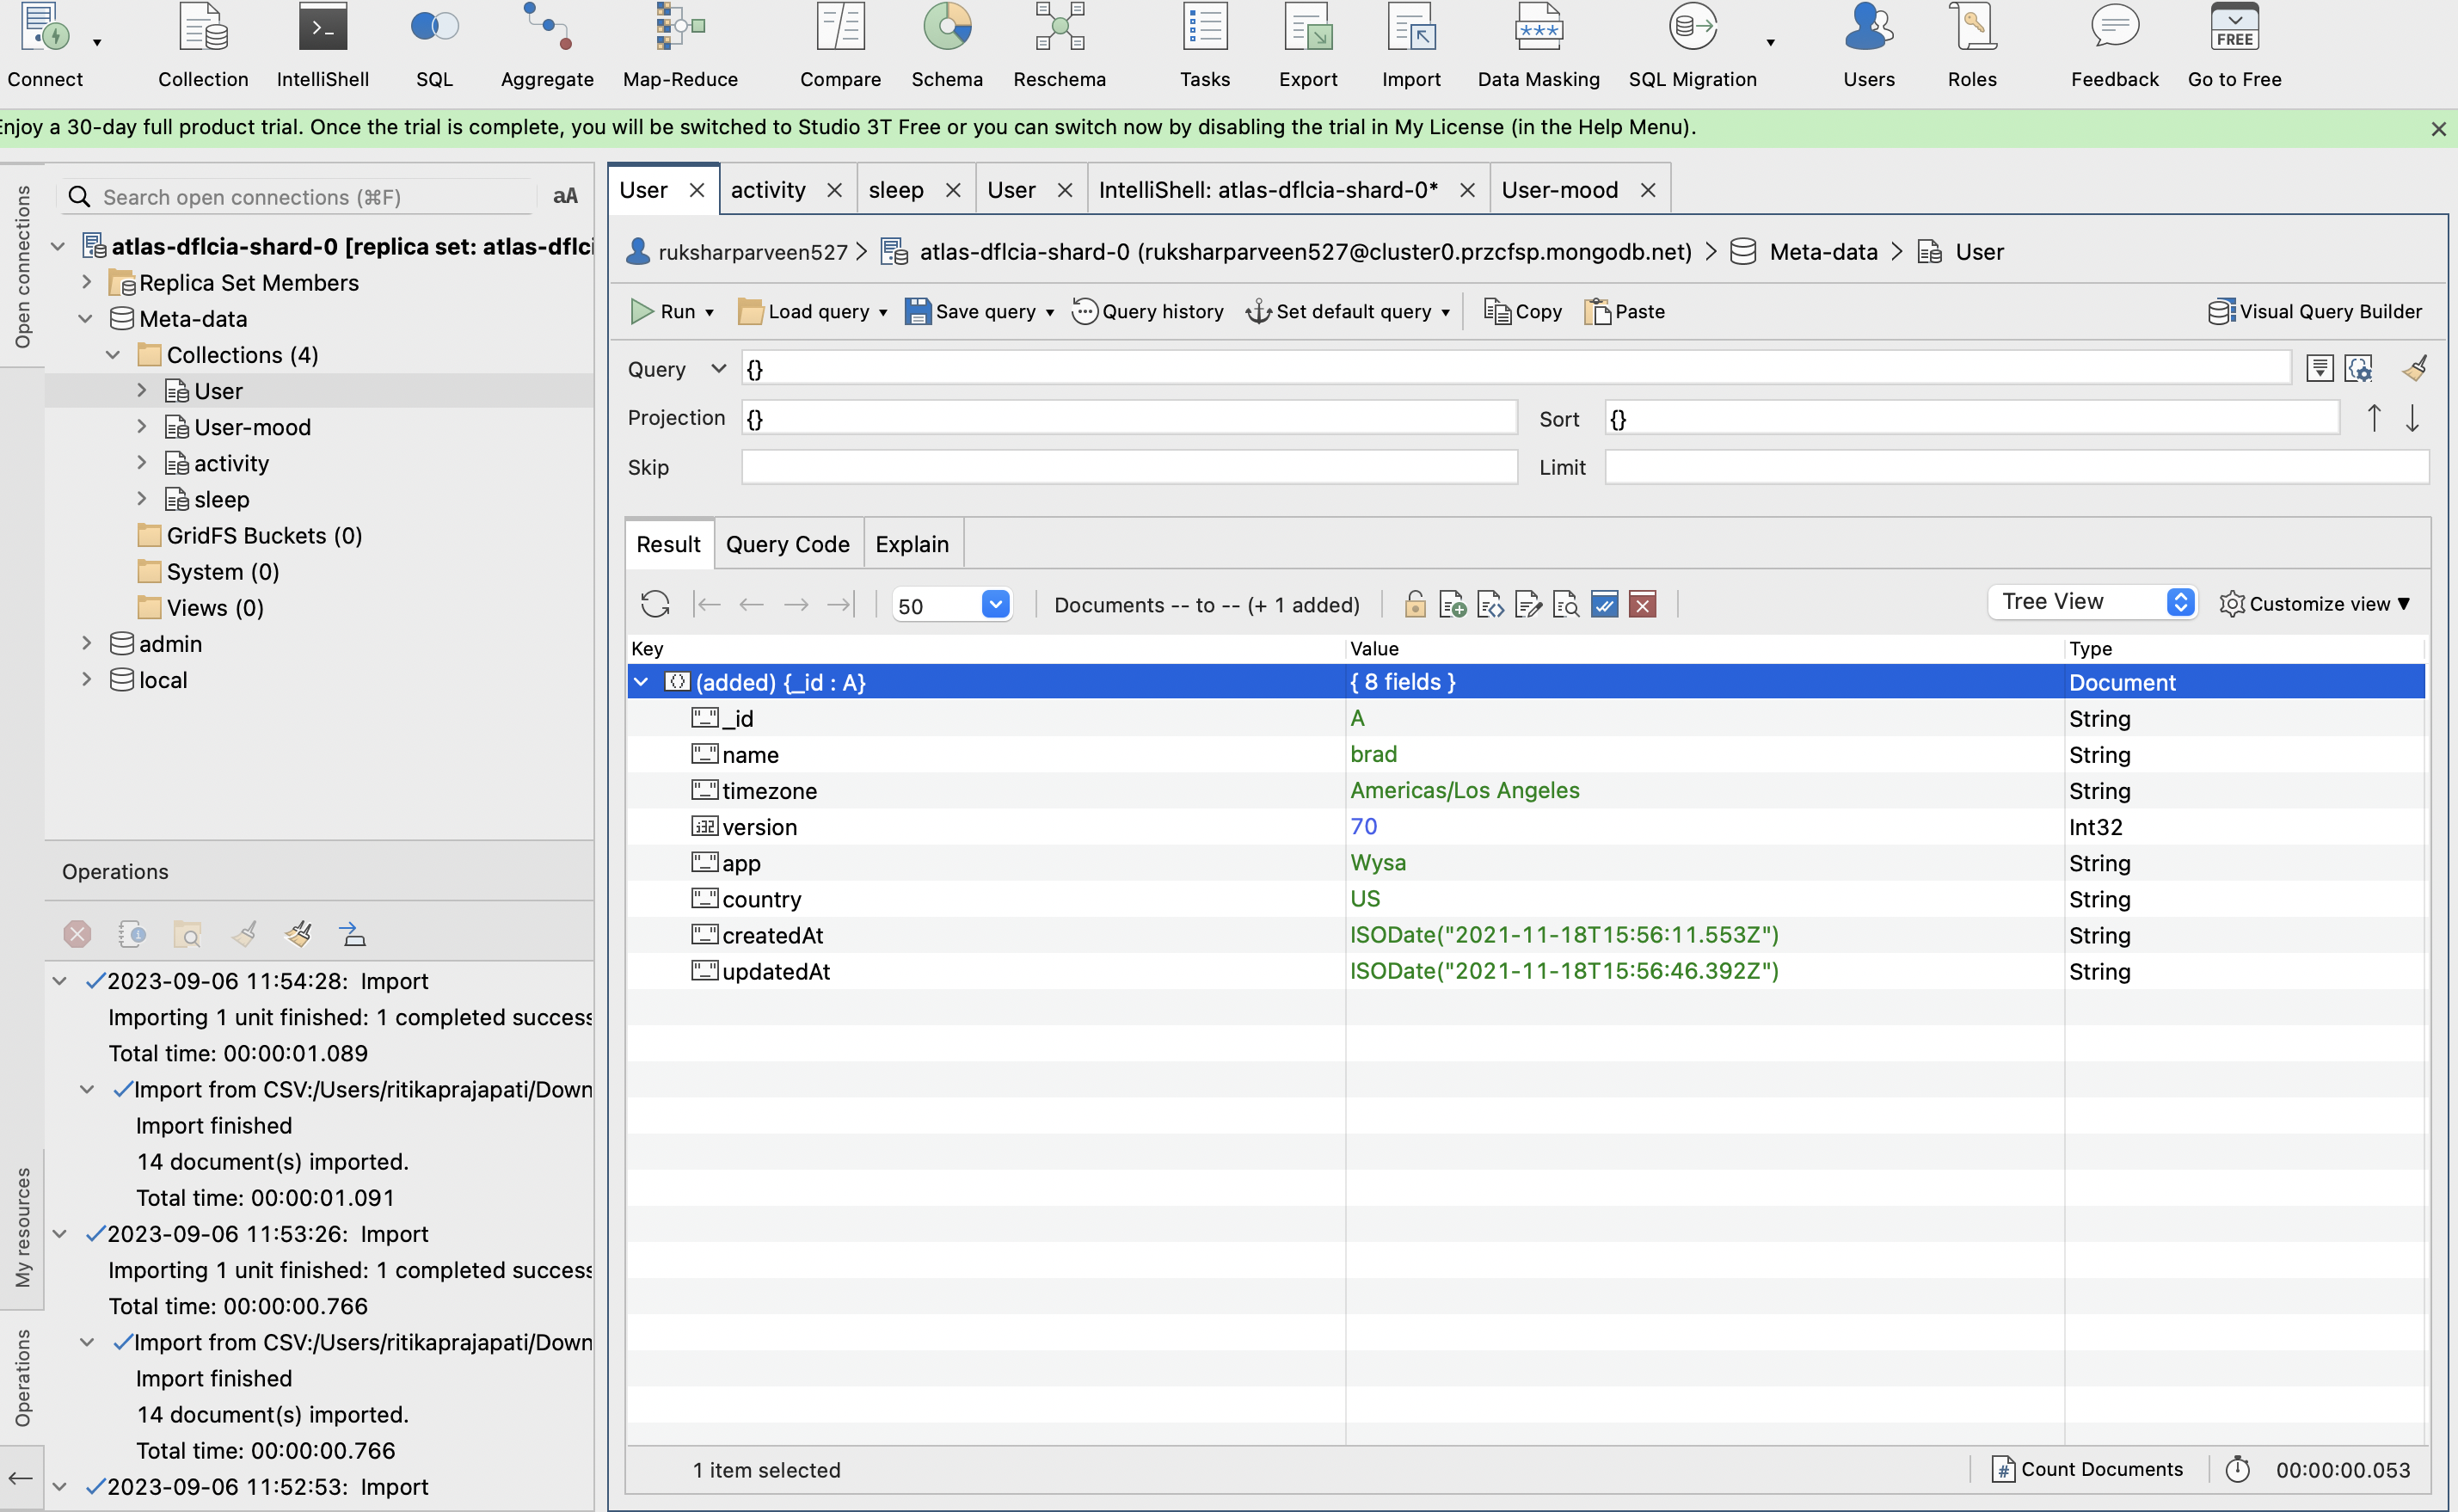 Connect Collection IntelliShell SQL Aggregate Map-Reduce Compare Schema Reschema Tasks Export Import Data Masking SQL Migration Users Roles Feedback Go to Free
>_
***
FREE
Enjoy a 30-day full product trial. Once the trial is complete, you will be switched to Studio 3T Free or you can switch now by disabling the trial in My License (in the Help Menu).
Open connections
My resources
Operations
Search open connections (⌘F) aA
atlas-dflcia-shard-0 [replica set: atlas-dflci
Replica Set Members
Meta-data
Collections (4)
User
User-mood
activity
sleep
GridFS Buckets (0)
System (0)
Views (0)
admin
local
Operations
2023-09-06 11:54:28: Import
Importing 1 unit finished: 1 completed success
Total time: 00:00:01.089
Import from CSV:/Users/ritikaprajapati/Down
Import finished
14 document(s) imported.
Total time: 00:00:01.091
2023-09-06 11:53:26: Import
Importing 1 unit finished: 1 completed success
Total time: 00:00:00.766
Import from CSV:/Users/ritikaprajapati/Down
Import finished
14 document(s) imported.
Total time: 00:00:00.766
2023-09-06 11:52:53: Import
User activity sleep User IntelliShell: atlas-dflcia-shard-0* User-mood
ruksharparveen527 > atlas-dflcia-shard-0 (ruksharparveen527@cluster0.przcfsp.mongodb.net) > Meta-data > User
Run Load query Save query Query history Set default query Copy Paste Visual Query Builder
Query {}
Projection {} Sort {}
Skip Limit
Result Query Code Explain
50 Documents -- to -- (+ 1 added) Tree View Customize view
Key Value Type
(added) {_id : A} { 8 fields } Document
_id A String
name brad String
timezone Americas/Los Angeles String
version 70 Int32
app Wysa String
country US String
createdAt ISODate("2021-11-18T15:56:11.553Z") String
updatedAt ISODate("2021-11-18T15:56:46.392Z") String
1 item selected # Count Documents 00:00:00.053